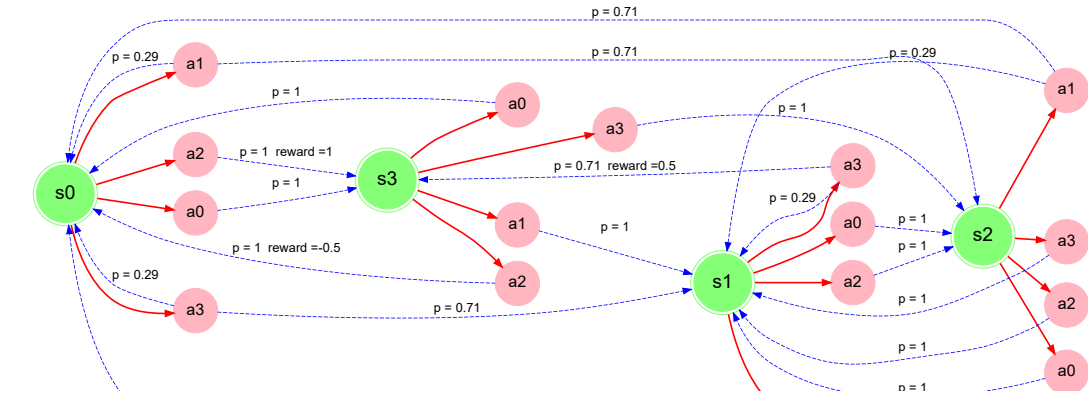 p = 0.71
p = 0.29
p = 0.71
p = 0.29
a1
a1
p = 1
a0
p = 1
a3
a2
p = 1 reward =1
p = 0.71 reward =0.5
a3
s3
p = 1
s0
p = 0.29
a0
a1
p = 1
a0
p = 1
s2
a3
p = 1 reward =-0.5
p = 1
p = 0.29
a2
s1
a2
p = 1
a2
a3
p = 0.71
p = 1
a0
p = 1